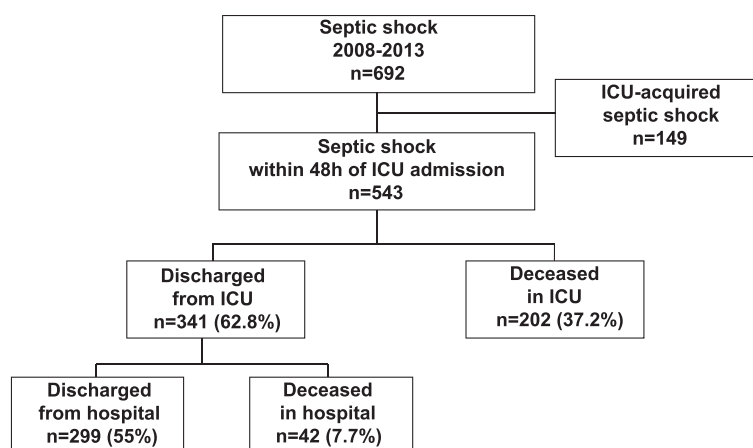 Septic shock
2008-2013
n=692
ICU-acquired
septic shock
n=149
Septic shock
within 48h of ICU admission
n=543
Discharged
from ICU
n=341 (62.8%)
Deceased
in ICU
n=202 (37.2%)
Discharged
from hospital
n=299 (55%)
Deceased
in hospital
n=42 (7.7%)